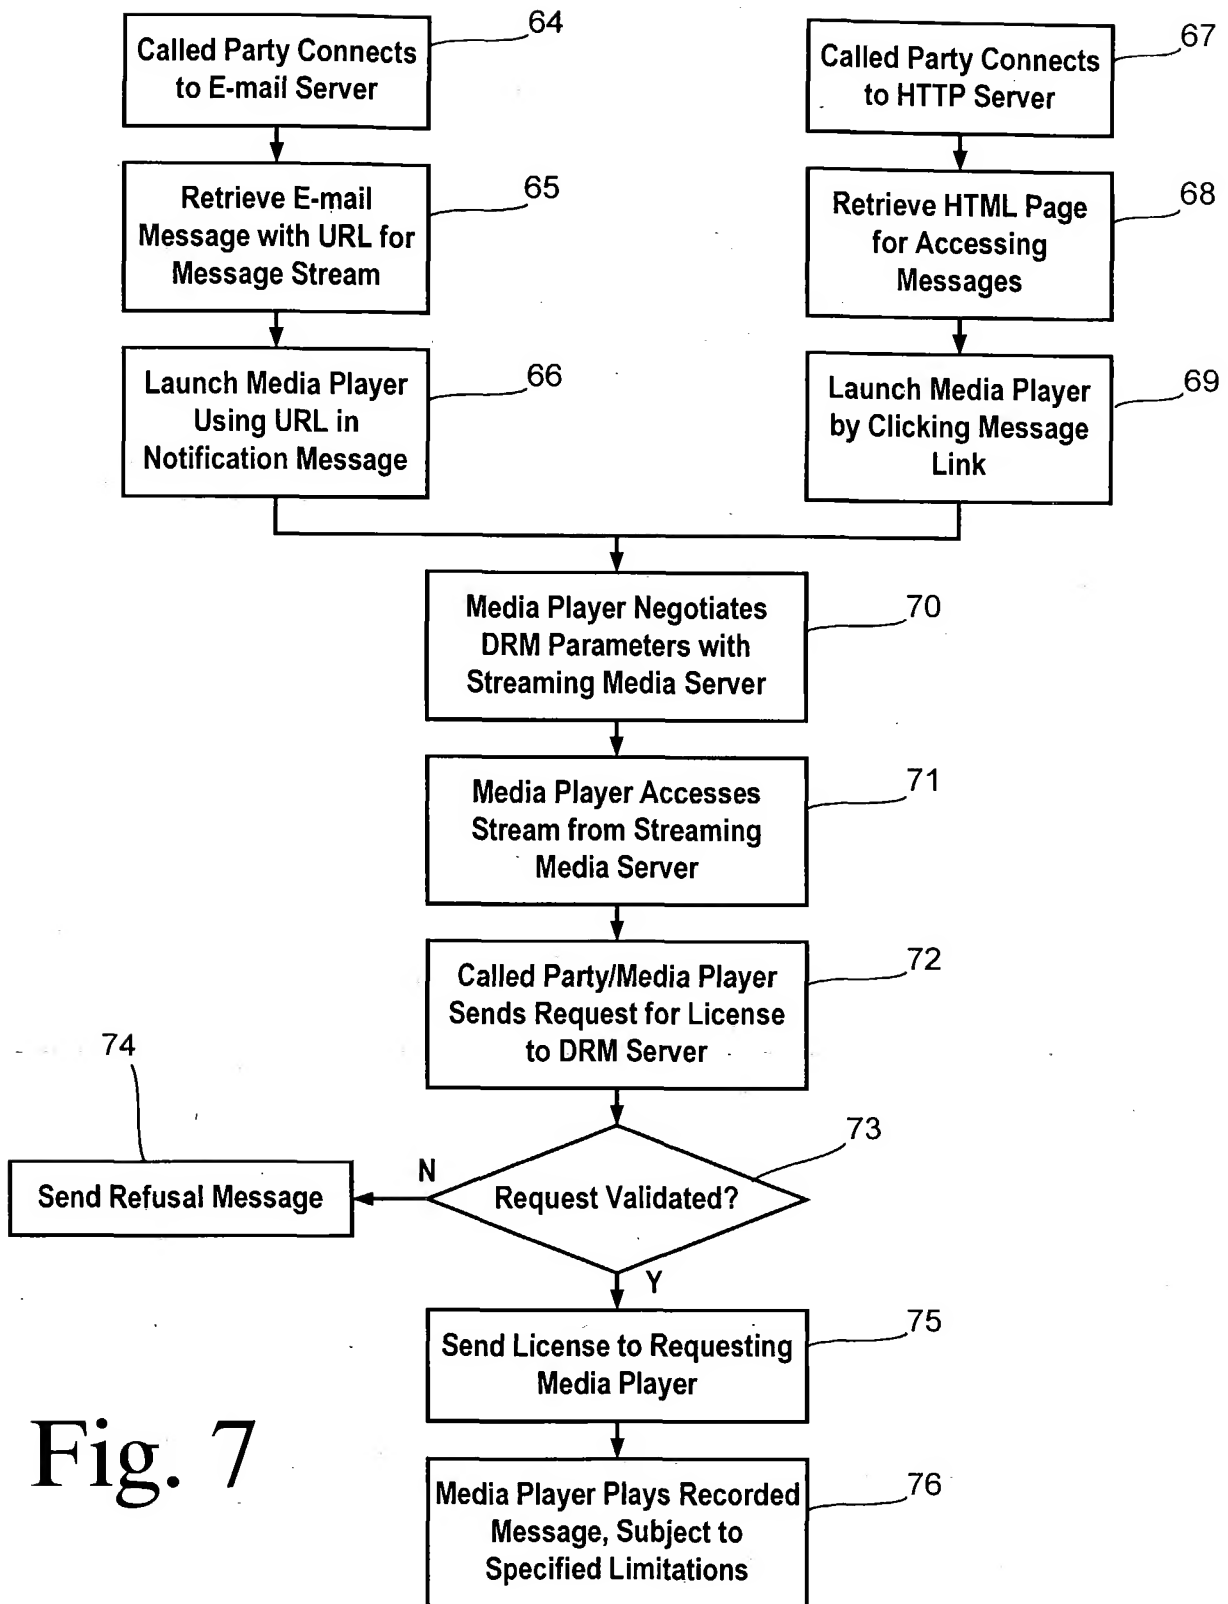 64
Called Party Connects
to E-mail Server
65
Retrieve E-mail
Message with URL for
Message Stream
66
Launch Media Player
Using URL in
Notification Message
67
Called Party Connects
to HTTP Server
68
Retrieve HTML Page
for Accessing
Messages
69
Launch Media Player
by Clicking Message
Link
70
Media Player Negotiates
DRM Parameters with
Streaming Media Server
71
Media Player Accesses
Stream from Streaming
Media Server
72
Called Party/Media Player
Sends Request for License
to DRM Server
73
Request Validated?
N
74
Send Refusal Message
Y
75
Send License to Requesting
Media Player
76
Media Player Plays Recorded
Message, Subject to
Specified Limitations
Fig. 7